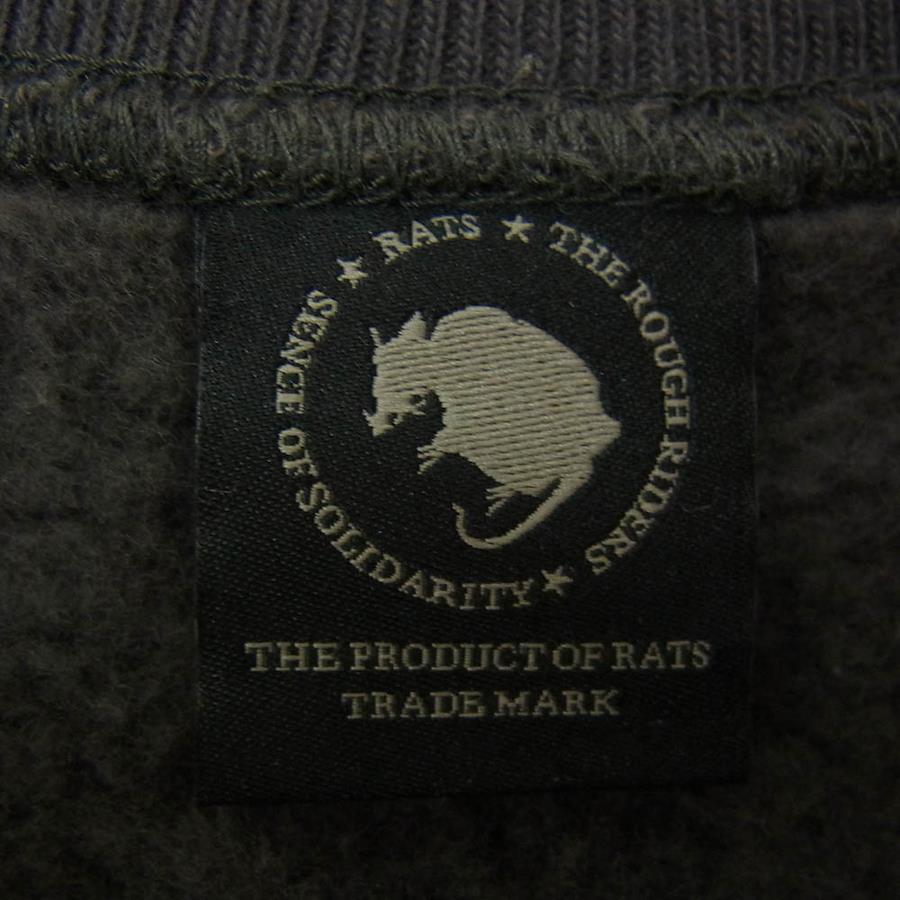 ★ RATS ★ THE ROUGH RIDERS ★ SENCE OF SOLIDARITY
THE PRODUCT OF RATS
TRADE MARK